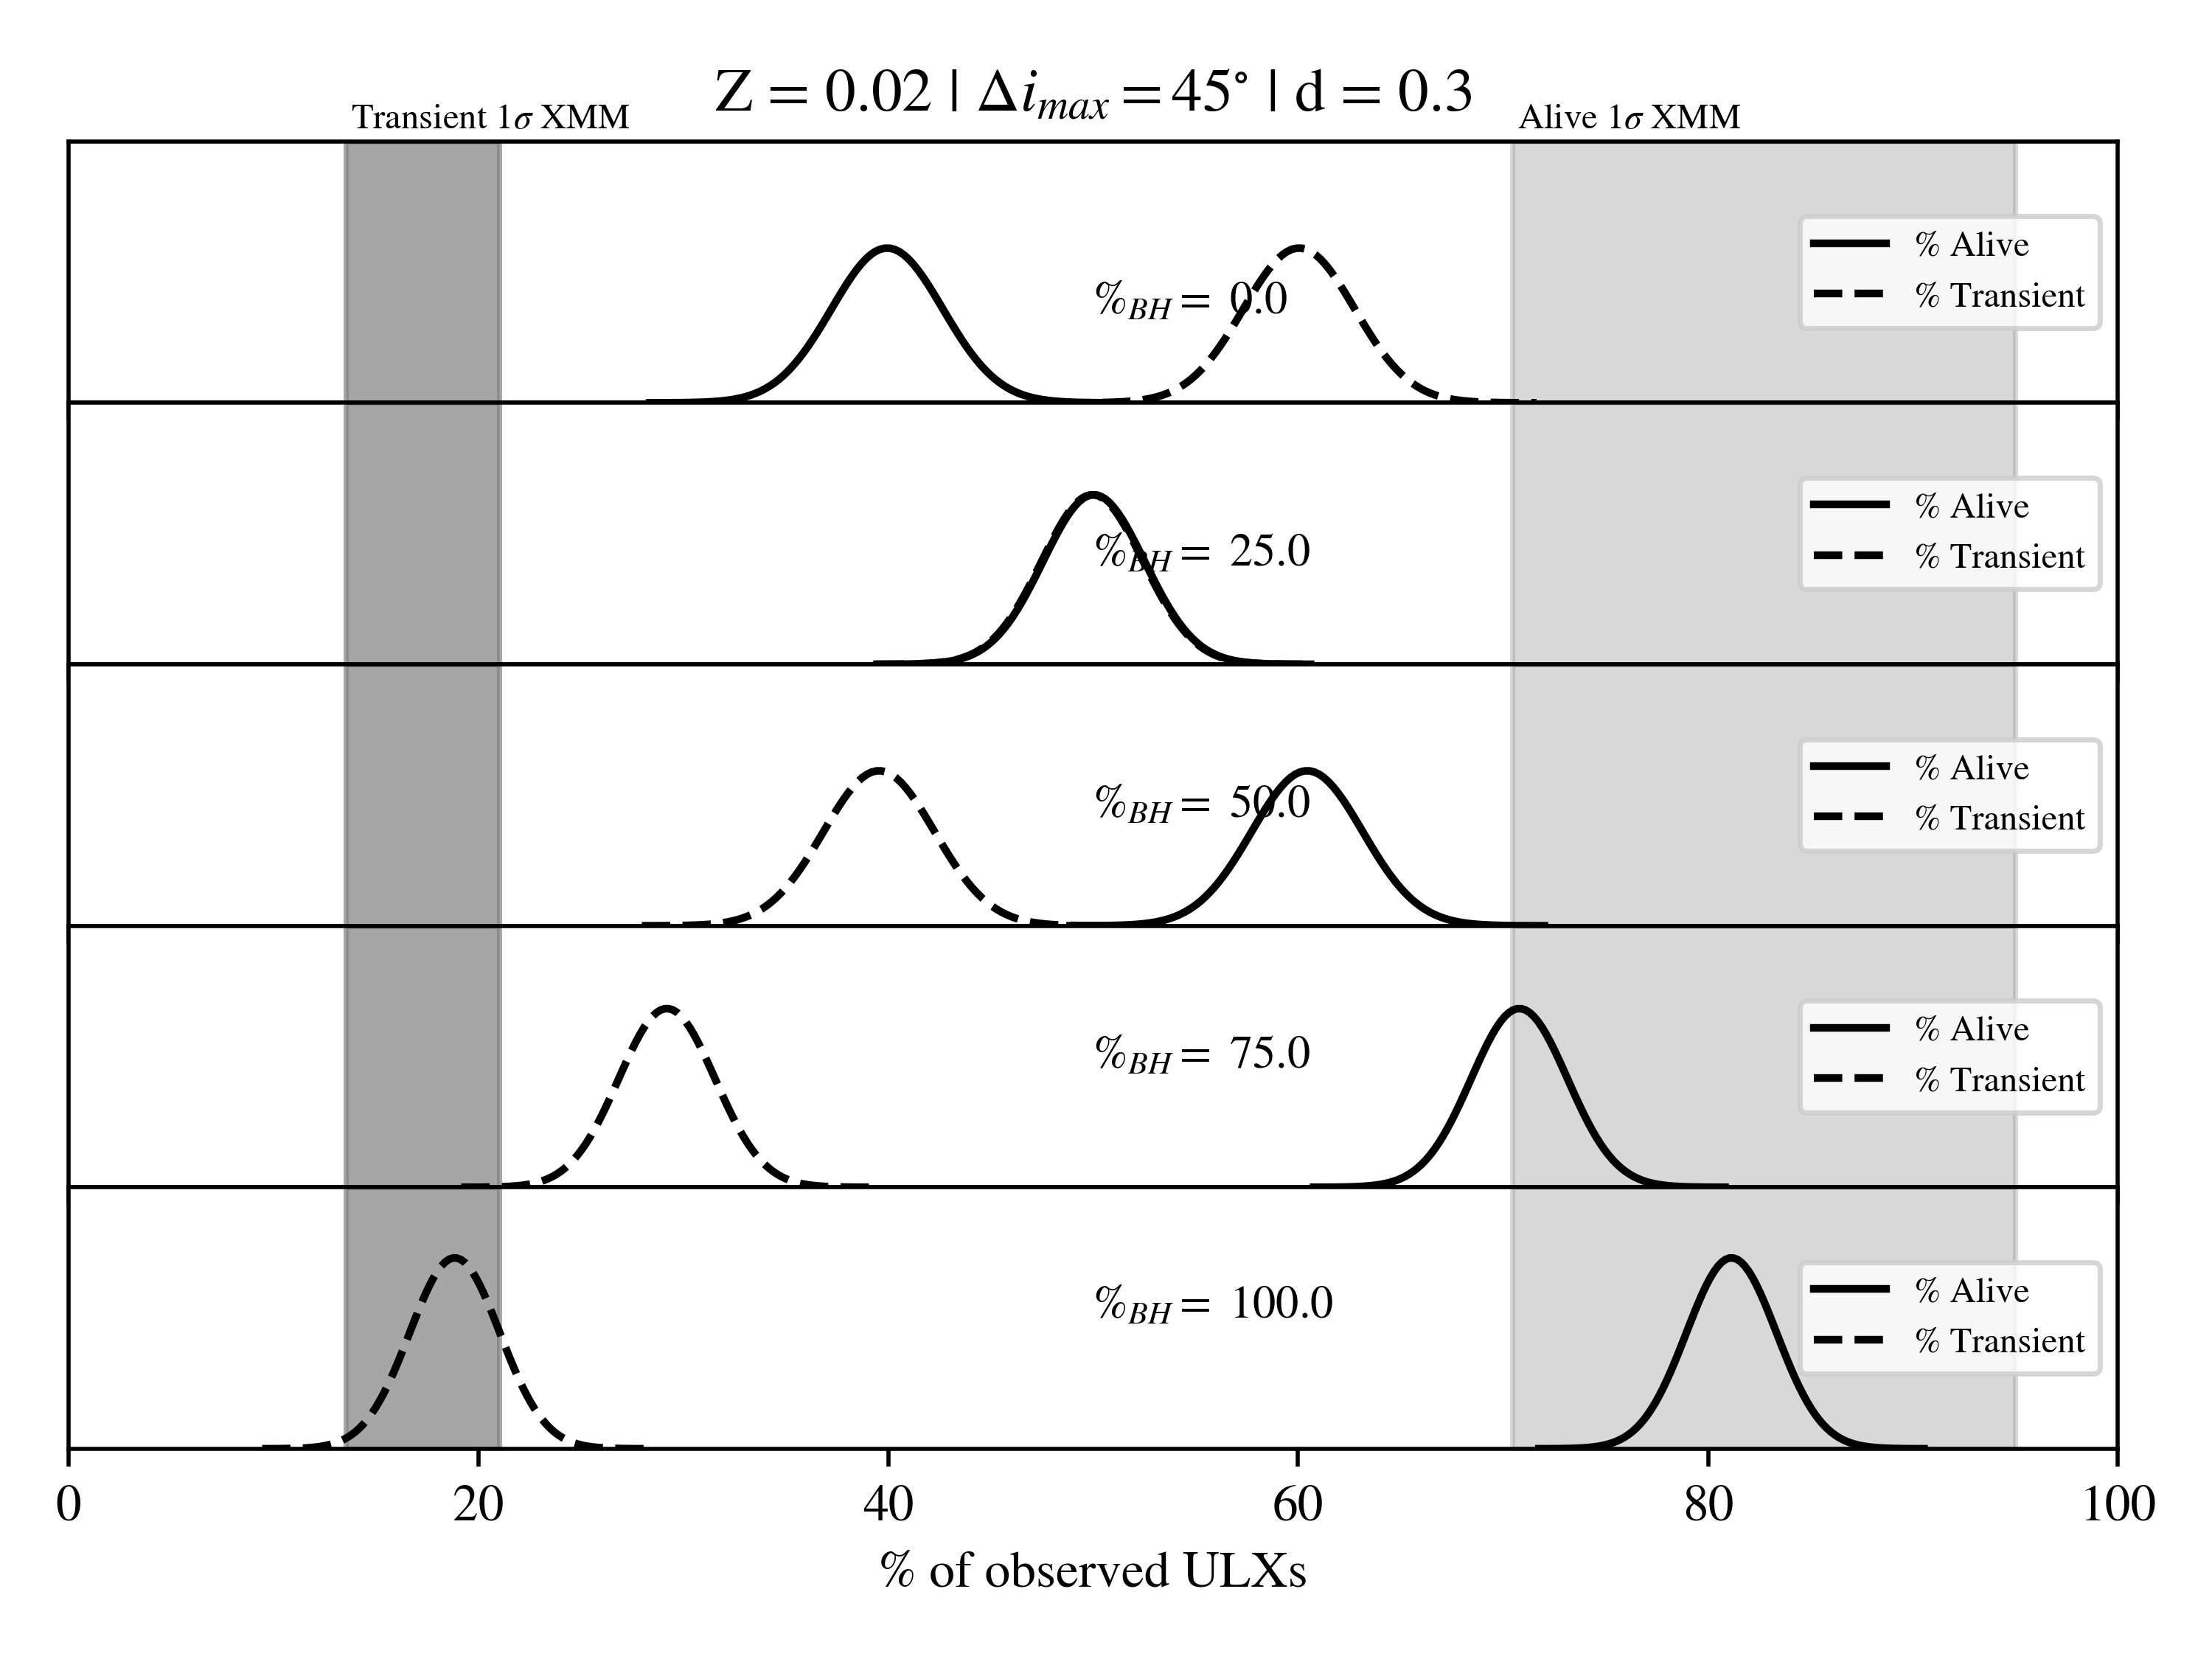 Z = 0.02 | Δi_max = 45° | d = 0.3
Transient 1σ XMM
Alive 1σ XMM
%_BH = 0.0
% Alive
% Transient
%_BH = 25.0
% Alive
% Transient
%_BH = 50.0
% Alive
% Transient
%_BH = 75.0
% Alive
% Transient
%_BH = 100.0
% Alive
% Transient
0 20 40 60 80 100
% of observed ULXs